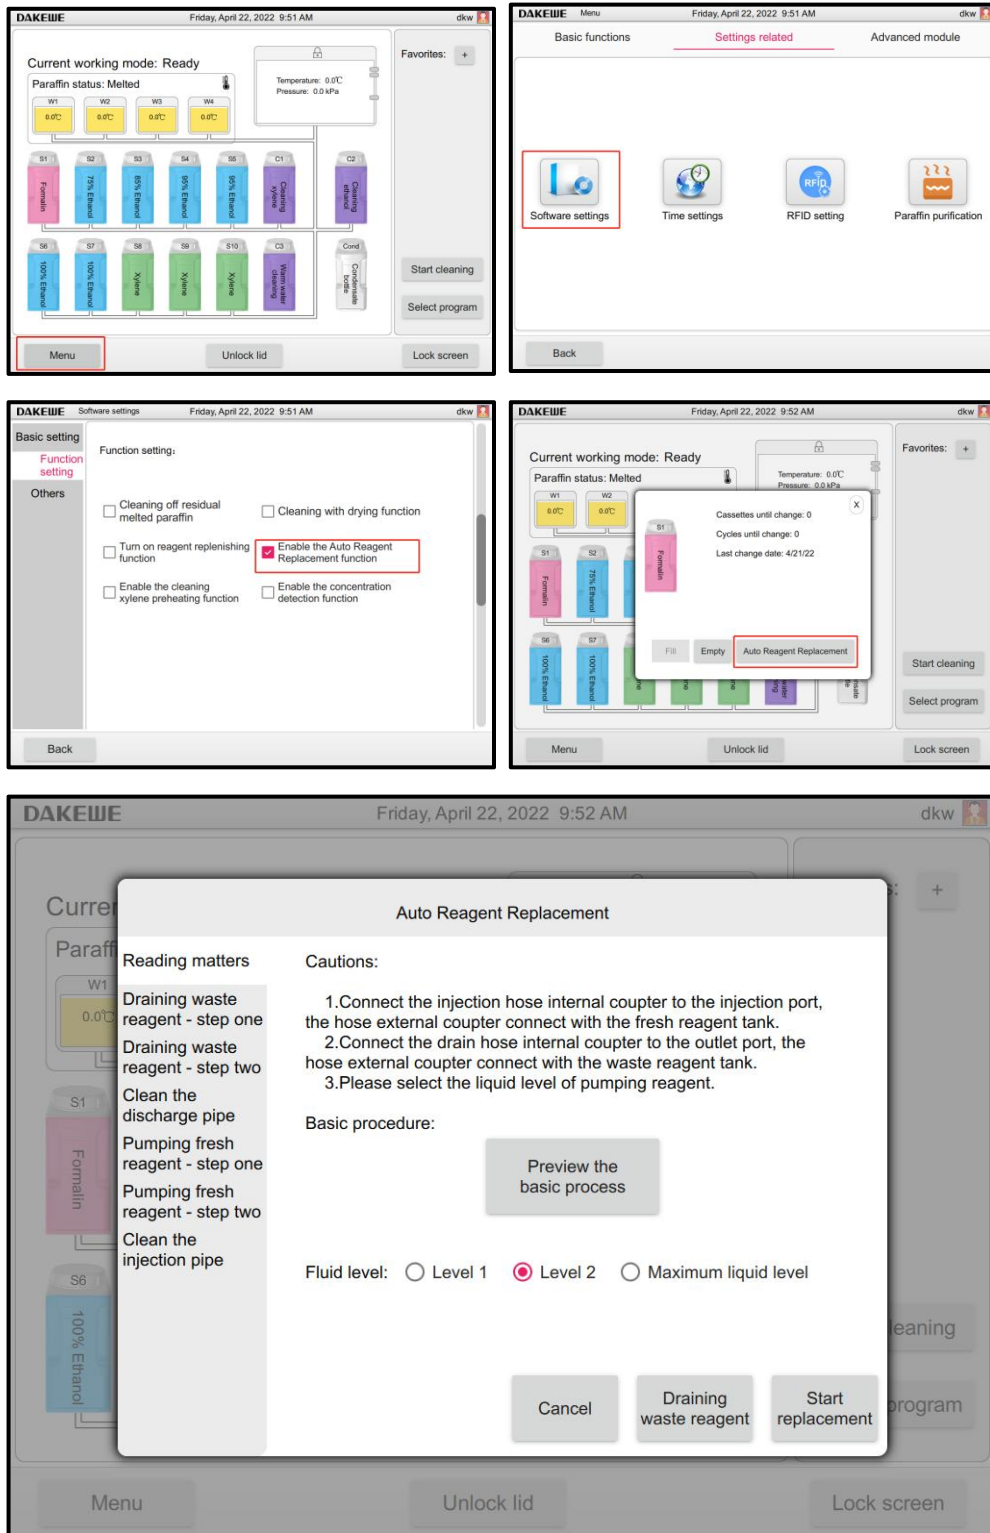 DAKEWE Friday, April 22, 2022 9:51 AM dkw
Current working mode: Ready
Paraffin status: Melted
W1 W2 W3 W4
0.0℃ 0.0℃ 0.0℃ 0.0℃
Temperature: 0.0℃
Pressure: 0.0 kPa
Favorites: +
S1 S2 S3 S4 S5 C1 C2
Formalin
75% Ethanol
85% Ethanol
95% Ethanol
95% Ethanol
Cleaning xylene
Cleaning ethanol
S6 S7 S8 S9 S10 C3 Cond
100% Ethanol
100% Ethanol
Xylene
Xylene
Xylene
Warm water cleaning
Condensate bottle
Start cleaning
Select program
Menu Unlock lid Lock screen
DAKEWE Menu Friday, April 22, 2022 9:51 AM dkw
Basic functions Settings related Advanced module
RFID
Software settings Time settings RFID setting Paraffin purification
Back
DAKEWE Software settings Friday, April 22, 2022 9:51 AM dkw
Basic setting
Function
setting
Others
Function setting:
Cleaning off residual
melted paraffin
Cleaning with drying function
Turn on reagent replenishing
function
Enable the Auto Reagent
Replacement function
Enable the cleaning
xylene preheating function
Enable the concentration
detection function
Back
DAKEWE Friday, April 22, 2022 9:52 AM dkw
Current working mode: Ready
Paraffin status: Melted
W1 W2
0.0℃ 0.0℃
Temperature: 0.0℃
Pressure: 0.0 kPa
Favorites: +
S1 S2
Formalin
75% Ethanol
S6 S7
100% Ethanol
100% Ethanol
X
S1
Formalin
Cassettes until change: 0
Cycles until change: 0
Last change date: 4/21/22
Fill Empty Auto Reagent Replacement
Start cleaning
Select program
Menu Unlock lid Lock screen
DAKEWE Friday, April 22, 2022 9:52 AM dkw
Curre
Paraff
W1
0.0℃
S1
Formalin
S6
100% Ethanol
s: +
Auto Reagent Replacement
Reading matters
Draining waste
reagent - step one
Draining waste
reagent - step two
Clean the
discharge pipe
Pumping fresh
reagent - step one
Pumping fresh
reagent - step two
Clean the
injection pipe
Cautions:
1.Connect the injection hose internal coupter to the injection port,
the hose external coupter connect with the fresh reagent tank.
2.Connect the drain hose internal coupter to the outlet port, the
hose external coupter connect with the waste reagent tank.
3.Please select the liquid level of pumping reagent.
Basic procedure:
Preview the
basic process
Fluid level: Level 1 Level 2 Maximum liquid level
Cancel
Draining
waste reagent
Start
replacement
leaning
program
Menu Unlock lid Lock screen